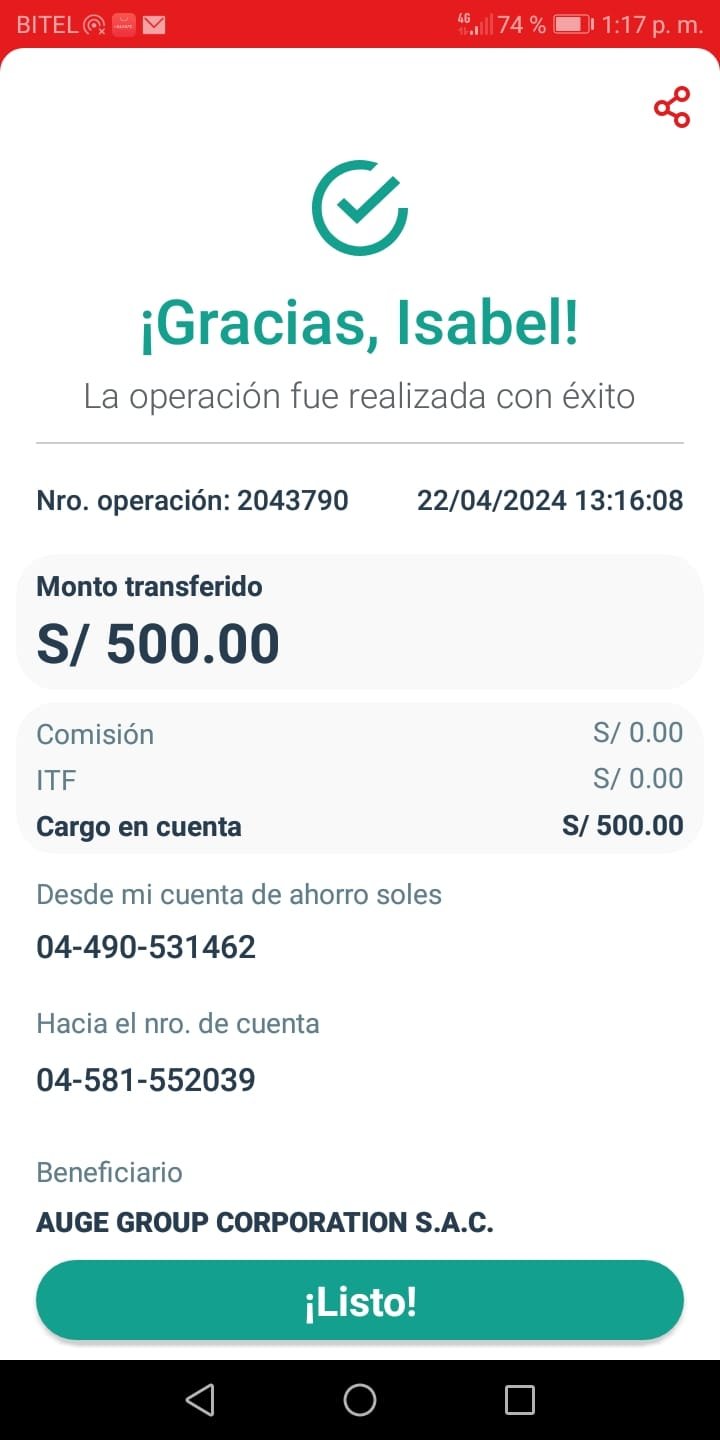 BITEL 4G 74 % 1:17 p. m.
¡Gracias, Isabel!
La operación fue realizada con éxito
Nro. operación: 2043790 22/04/2024 13:16:08
Monto transferido
S/ 500.00
Comisión S/ 0.00
ITF S/ 0.00
Cargo en cuenta S/ 500.00
Desde mi cuenta de ahorro soles
04-490-531462
Hacia el nro. de cuenta
04-581-552039
Beneficiario
AUGE GROUP CORPORATION S.A.C.
¡Listo!